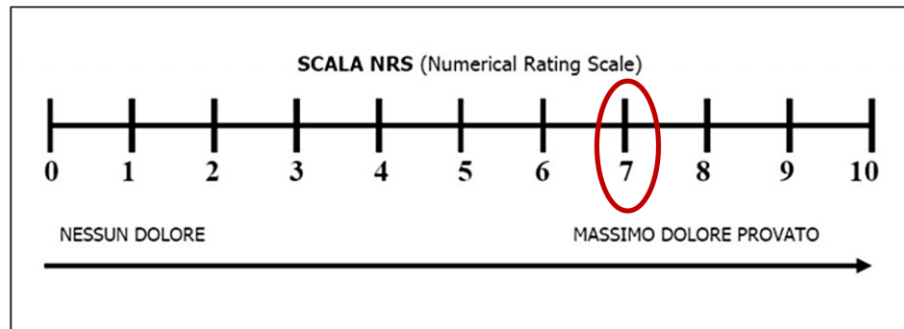 SCALA NRS (Numerical Rating Scale)
0 1 2 3 4 5 6 7 8 9 10
NESSUN DOLORE MASSIMO DOLORE PROVATO